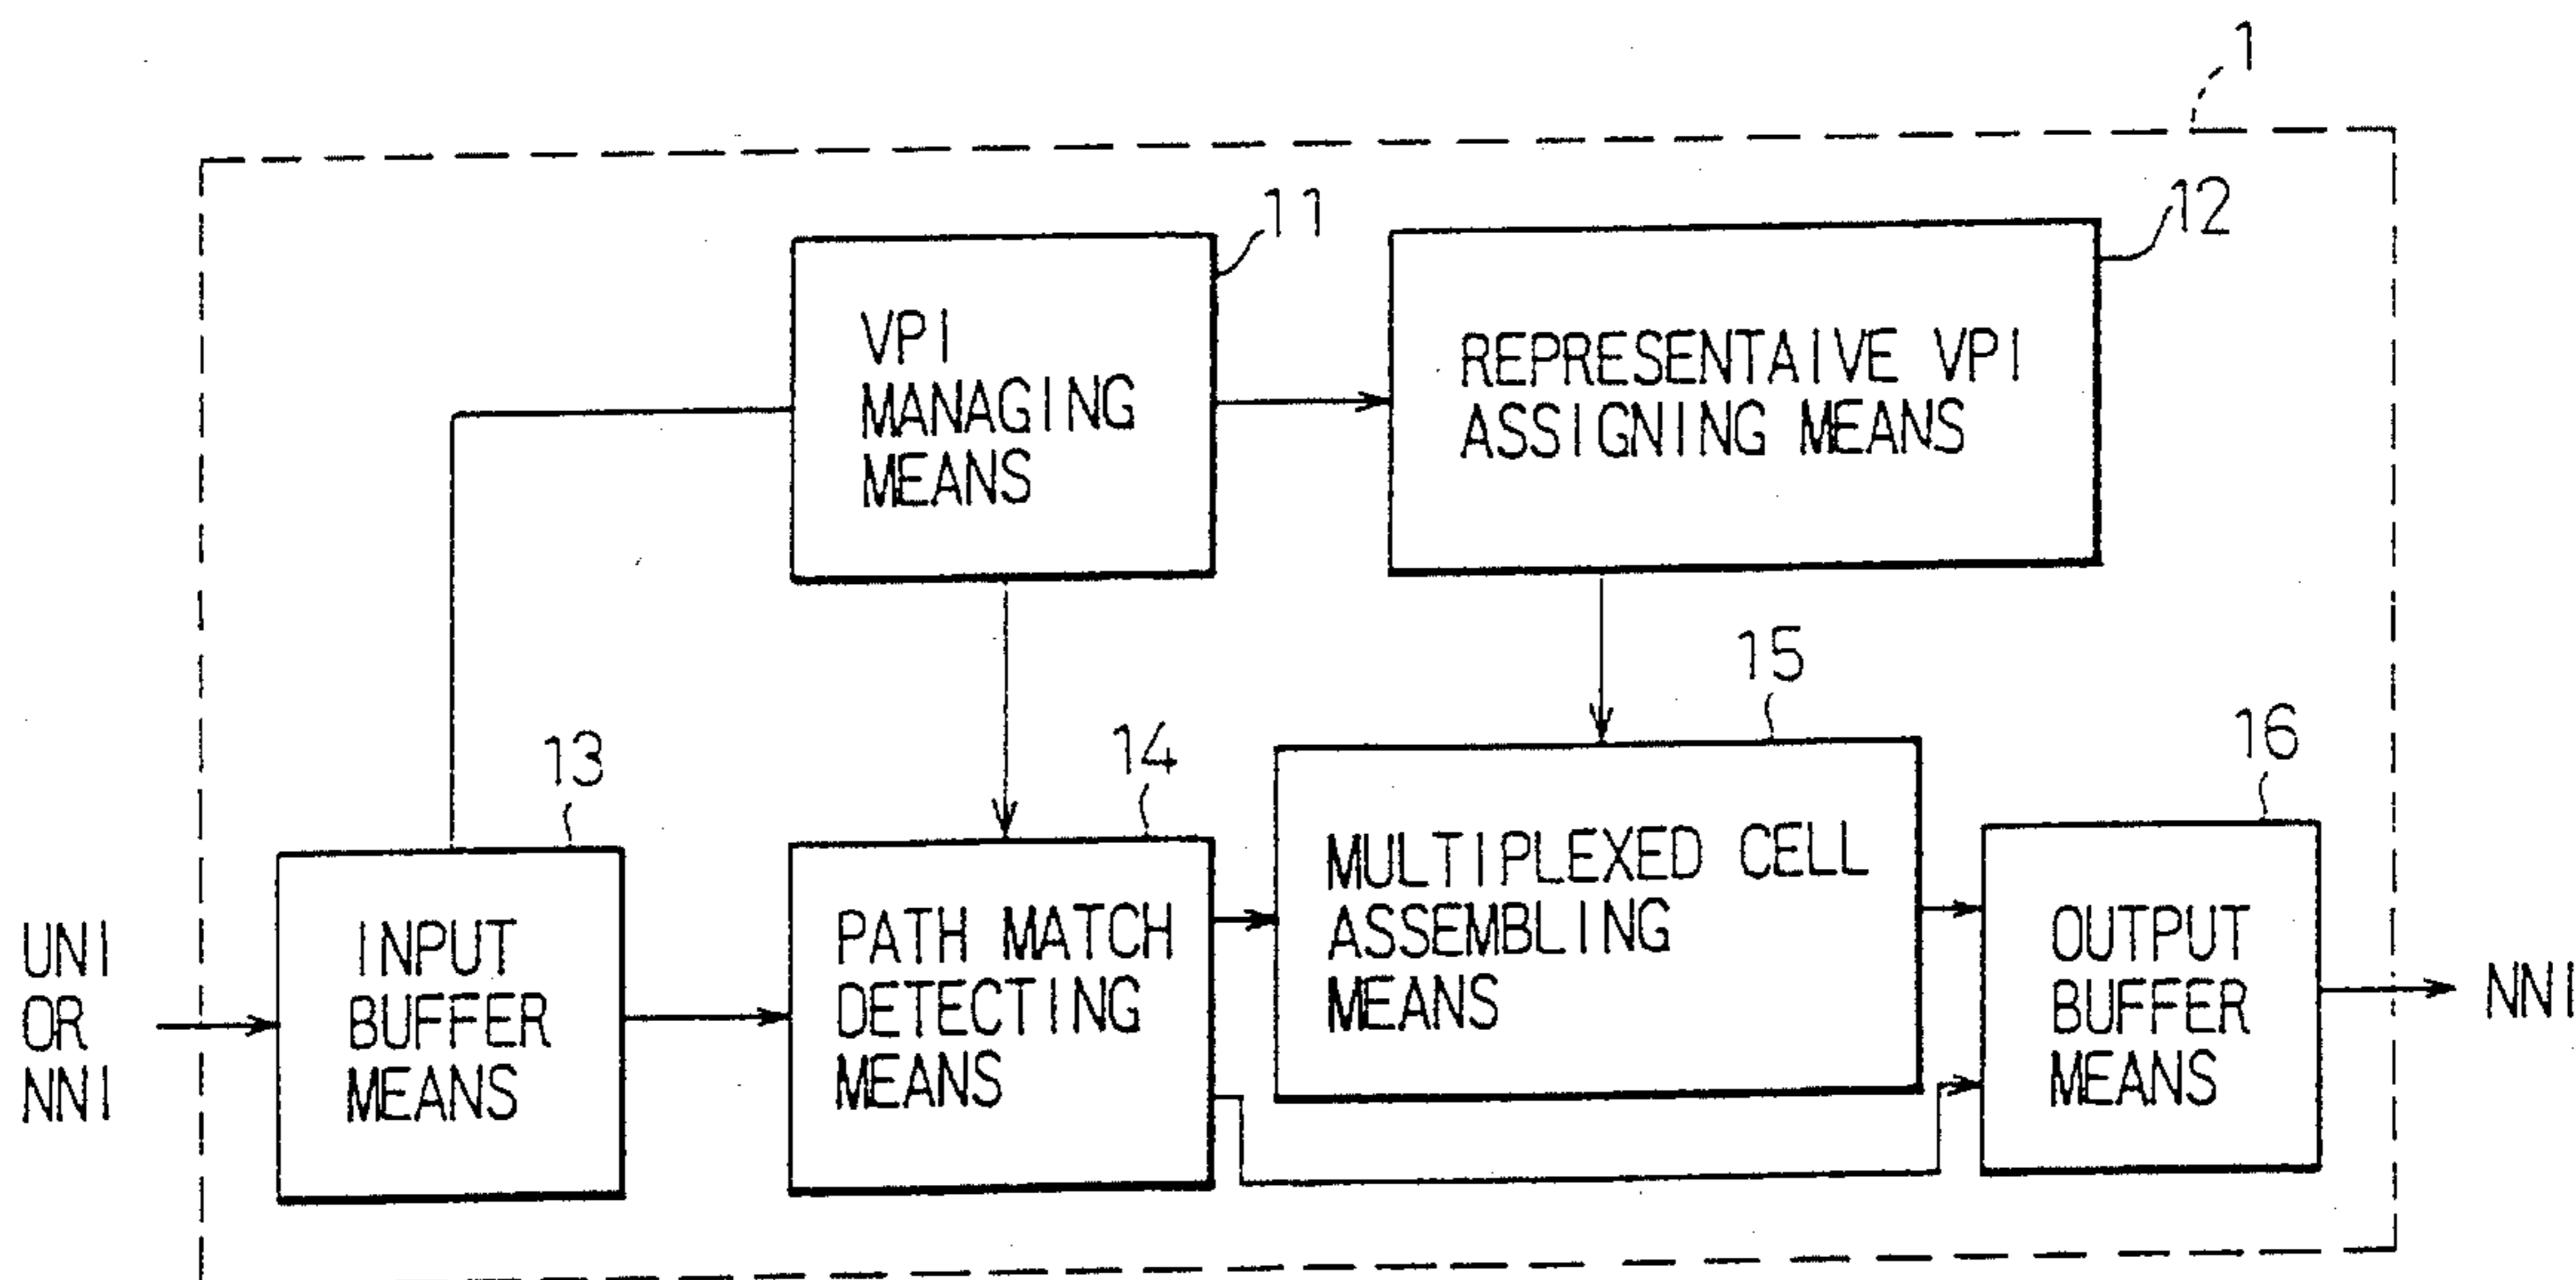 1
11
12
VPI
MANAGING
MEANS
REPRESENTAIVE VPI
ASSIGNING MEANS
13
14
15
16
UNI
OR
NNI
INPUT
BUFFER
MEANS
PATH MATCH
DETECTING
MEANS
MULTIPLEXED CELL
ASSEMBLING
MEANS
OUTPUT
BUFFER
MEANS
NNI